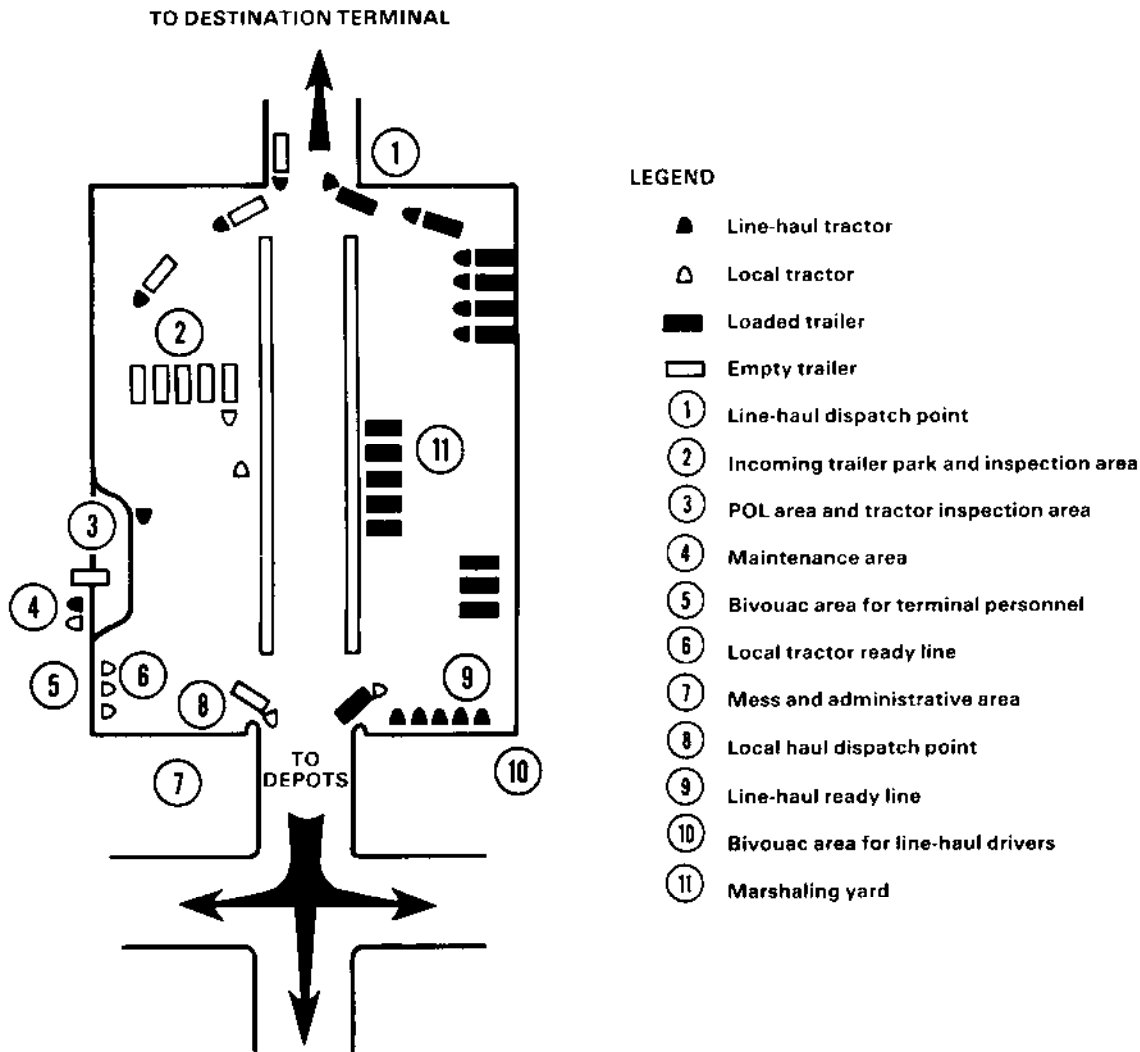 TO DESTINATION TERMINAL
1
2
11
3
4
5
6
8
9
7
TO
DEPOTS
10
LEGEND
Line-haul tractor
Local tractor
Loaded trailer
Empty trailer
1 Line-haul dispatch point
2 Incoming trailer park and inspection area
3 POL area and tractor inspection area
4 Maintenance area
5 Bivouac area for terminal personnel
6 Local tractor ready line
7 Mess and administrative area
8 Local haul dispatch point
9 Line-haul ready line
10 Bivouac area for line-haul drivers
11 Marshaling yard